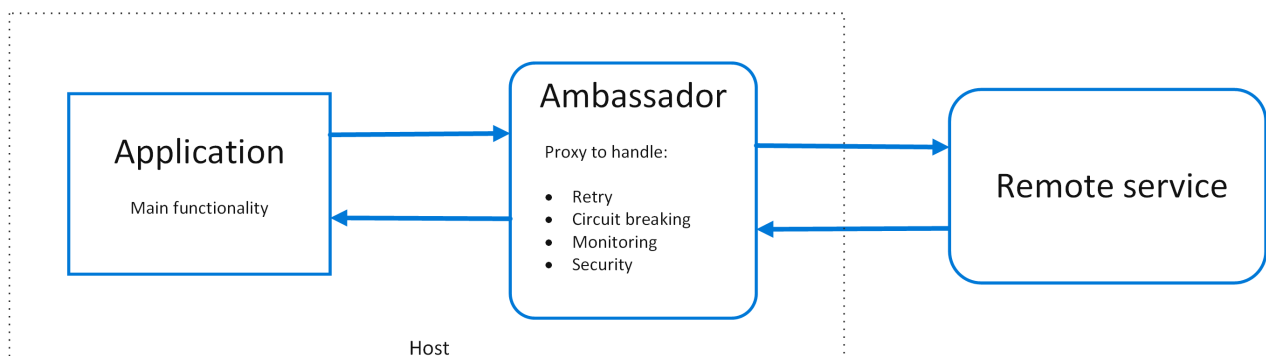 Application
Main functionality
Ambassador
Proxy to handle:
• Retry
• Circuit breaking
• Monitoring
• Security
Remote service
Host